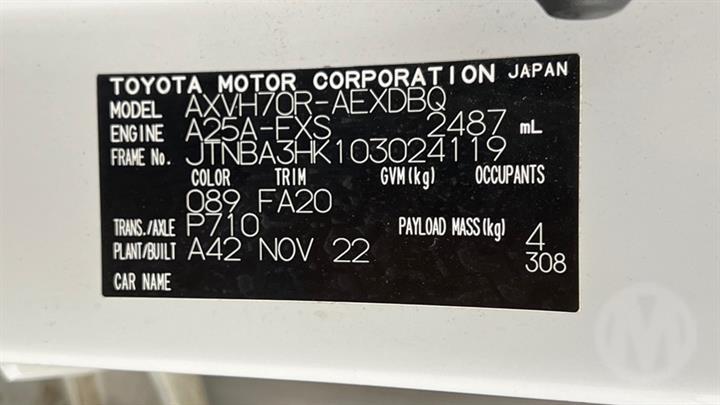 TOYOTA MOTOR CORPORATION JAPAN
MODEL AXVH70R-AEXDBQ
ENGINE A25A-FXS 2487 mL
FRAME No. JTNBA3HK103024119
COLOR TRIM GVM(kg) OCCUPANTS
089 FA20
TRANS./AXLE P710 PAYLOAD MASS(kg) 4
PLANT/BUILT A42 NOV 22 308
CAR NAME
M